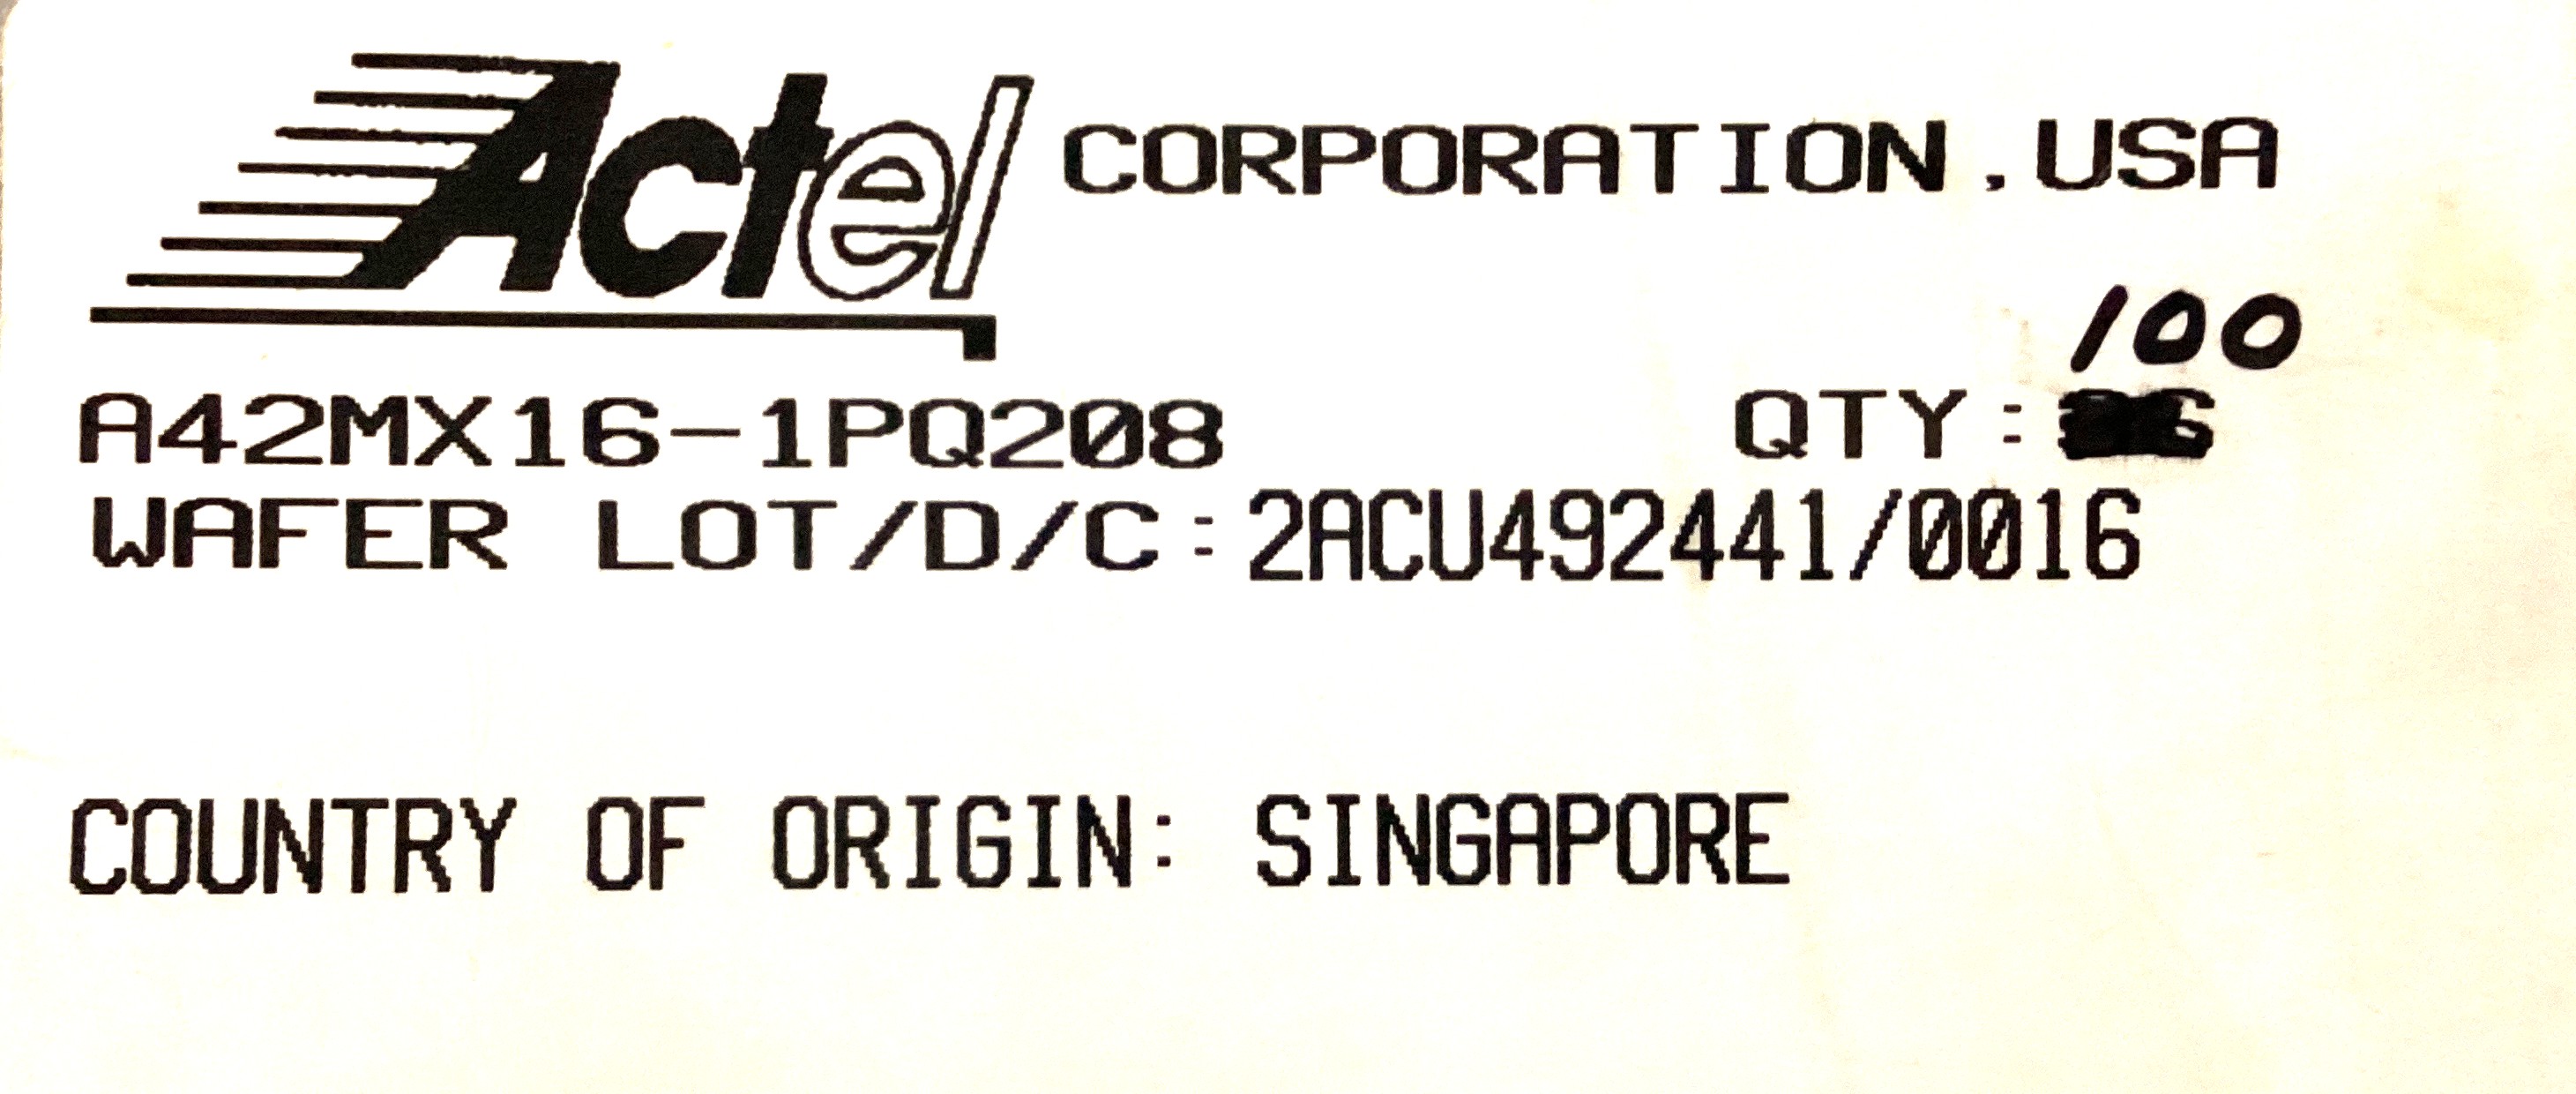 Actel CORPORATION,USA
100
A42MX16-1PQ208 QTY:
WAFER LOT/D/C:2ACU492441/0016
COUNTRY OF ORIGIN: SINGAPORE